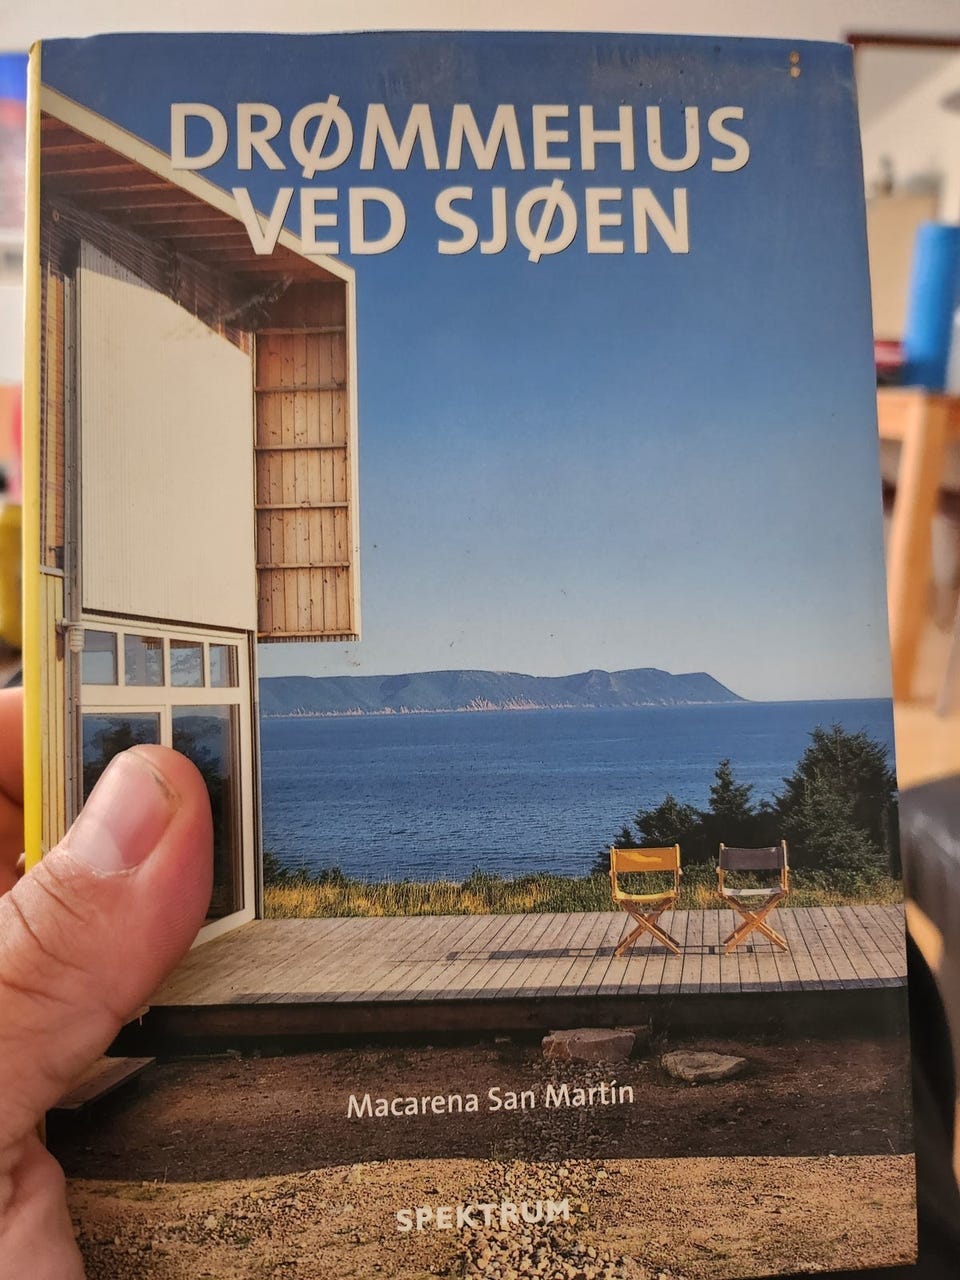 DRØMMEHUS
VED SJØEN
Macarena San Martín
SPEKTRUM